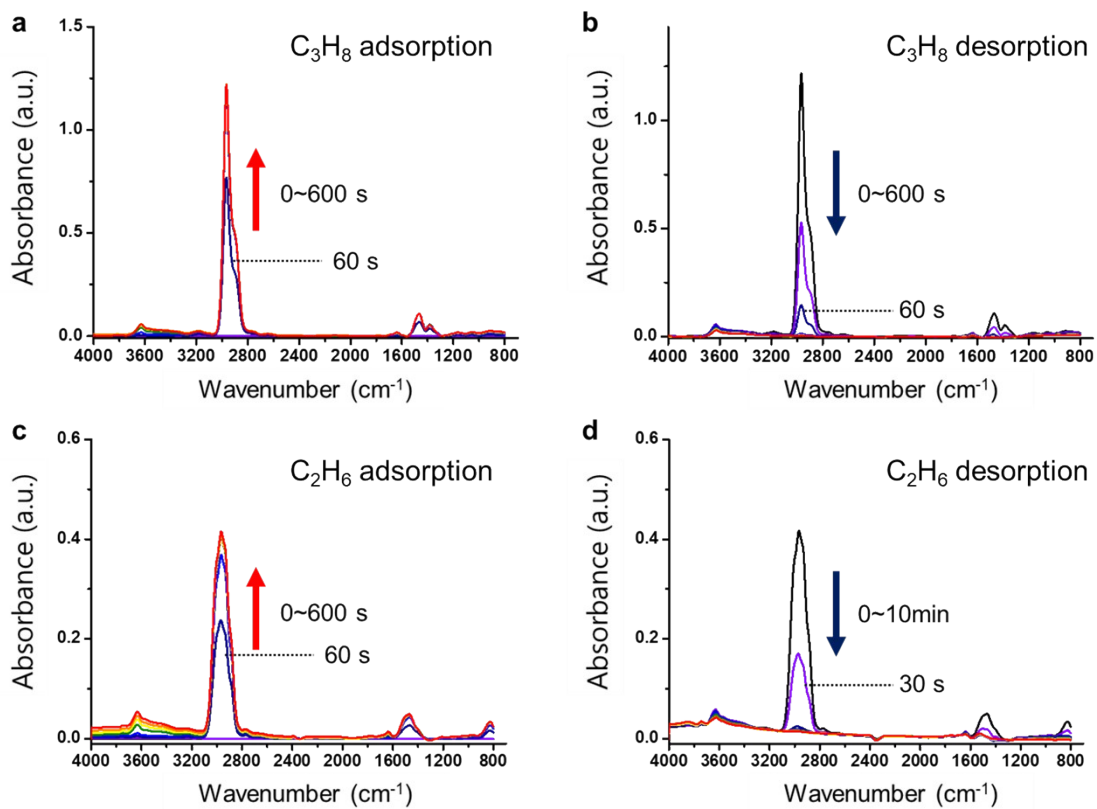 a
C₃H₈ adsorption
Absorbance (a.u.)
1.5
1.0
0.5
0.0
0~600 s
60 s
4000 3600 3200 2800 2400 2000 1600 1200 800
Wavenumber (cm⁻¹)
b
C₃H₈ desorption
Absorbance (a.u.)
1.0
0.5
0.0
0~600 s
60 s
4000 3600 3200 2800 2400 2000 1600 1200 800
Wavenumber (cm⁻¹)
c
C₂H₆ adsorption
Absorbance (a.u.)
0.6
0.4
0.2
0.0
0~600 s
60 s
4000 3600 3200 2800 2400 2000 1600 1200 800
Wavenumber (cm⁻¹)
d
C₂H₆ desorption
Absorbance (a.u.)
0.6
0.4
0.2
0.0
0~10min
30 s
4000 3600 3200 2800 2400 2000 1600 1200 800
Wavenumber (cm⁻¹)